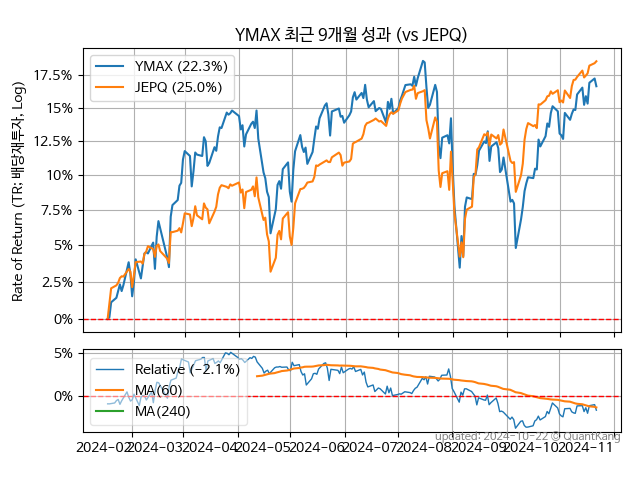 YMAX 최근 9개월 성과 (vs JEPQ)
Rate of Return (TR: 배당재투자, Log)
17.5%
15%
12.5%
10%
7.5%
5%
2.5%
0%
YMAX (22.3%)
JEPQ (25.0%)
5%
0%
Relative (-2.1%)
MA(60)
MA(240)
updated: 2024-10-22 © QuantKang
2024-02 2024-03 2024-04 2024-05 2024-06 2024-07 2024-08 2024-09 2024-10 2024-11